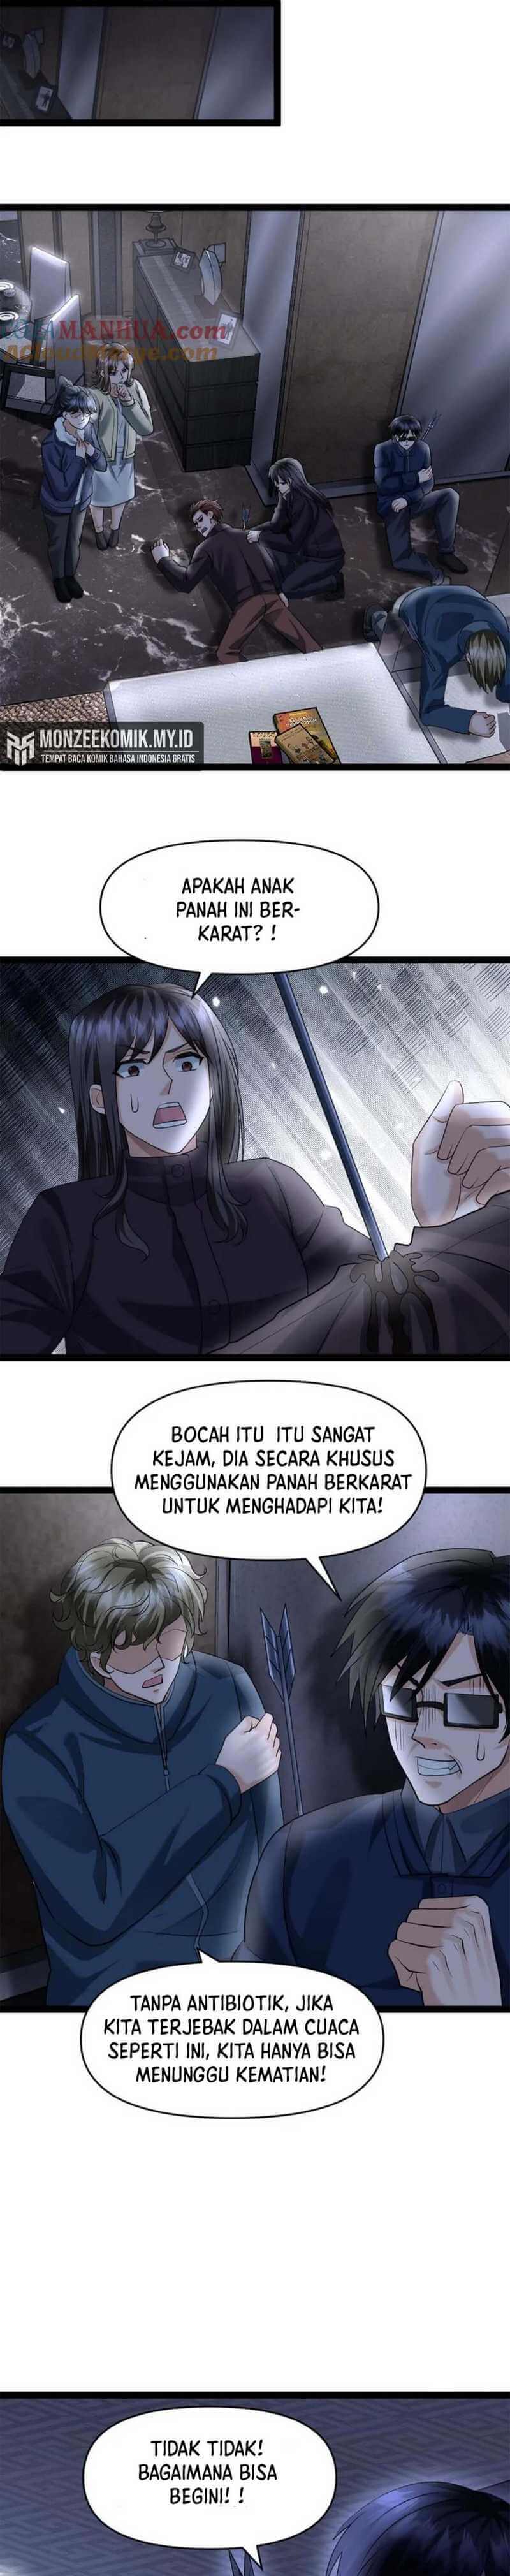 MANHUA.com
MONZEEKOMIK.MY.ID
TEMPAT BACA KOMIK BAHASA INDONESIA GRATIS
APAKAH ANAK
PANAH INI BER-
KARAT? !
BOCAH ITU ITU SANGAT
KEJAM, DIA SECARA KHUSUS
MENGGUNAKAN PANAH BERKARAT
UNTUK MENGHADAPI KITA!
TANPA ANTIBIOTIK, JIKA
KITA TERJEBAK DALAM CUACA
SEPERTI INI, KITA HANYA BISA
MENUNGGU KEMATIAN!
TIDAK TIDAK!
BAGAIMANA BISA
BEGINI! !